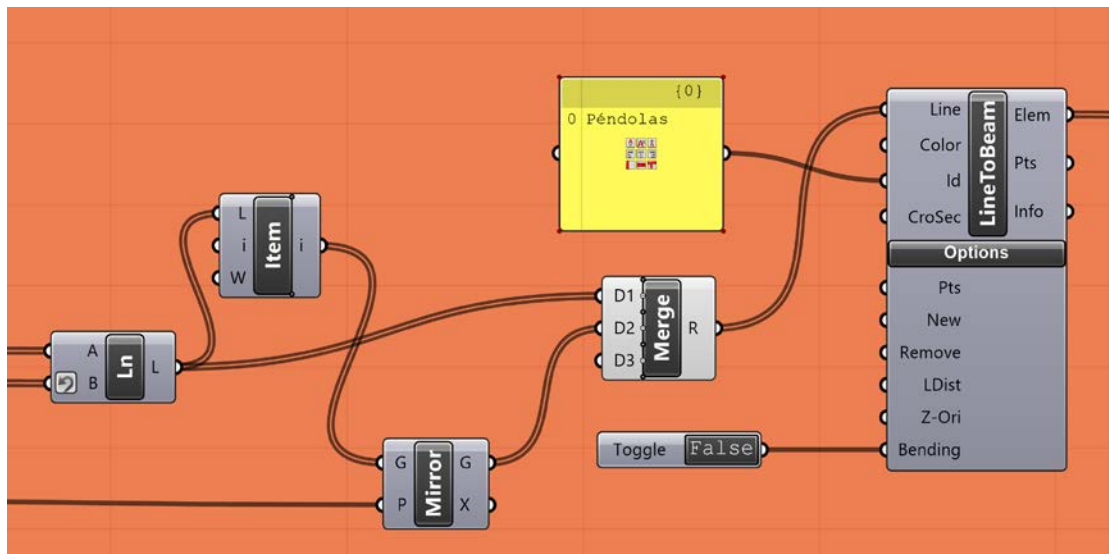 {0}
0 Péndolas
Line
Color
Id
CroSec
LineToBeam
Elem
Pts
Info
Options
Pts
New
Remove
LDist
Z-Ori
Bending
L
i
W
Item
i
D1
D2
D3
Merge
R
A
B
Ln
L
Toggle False
G
P
Mirror
G
X